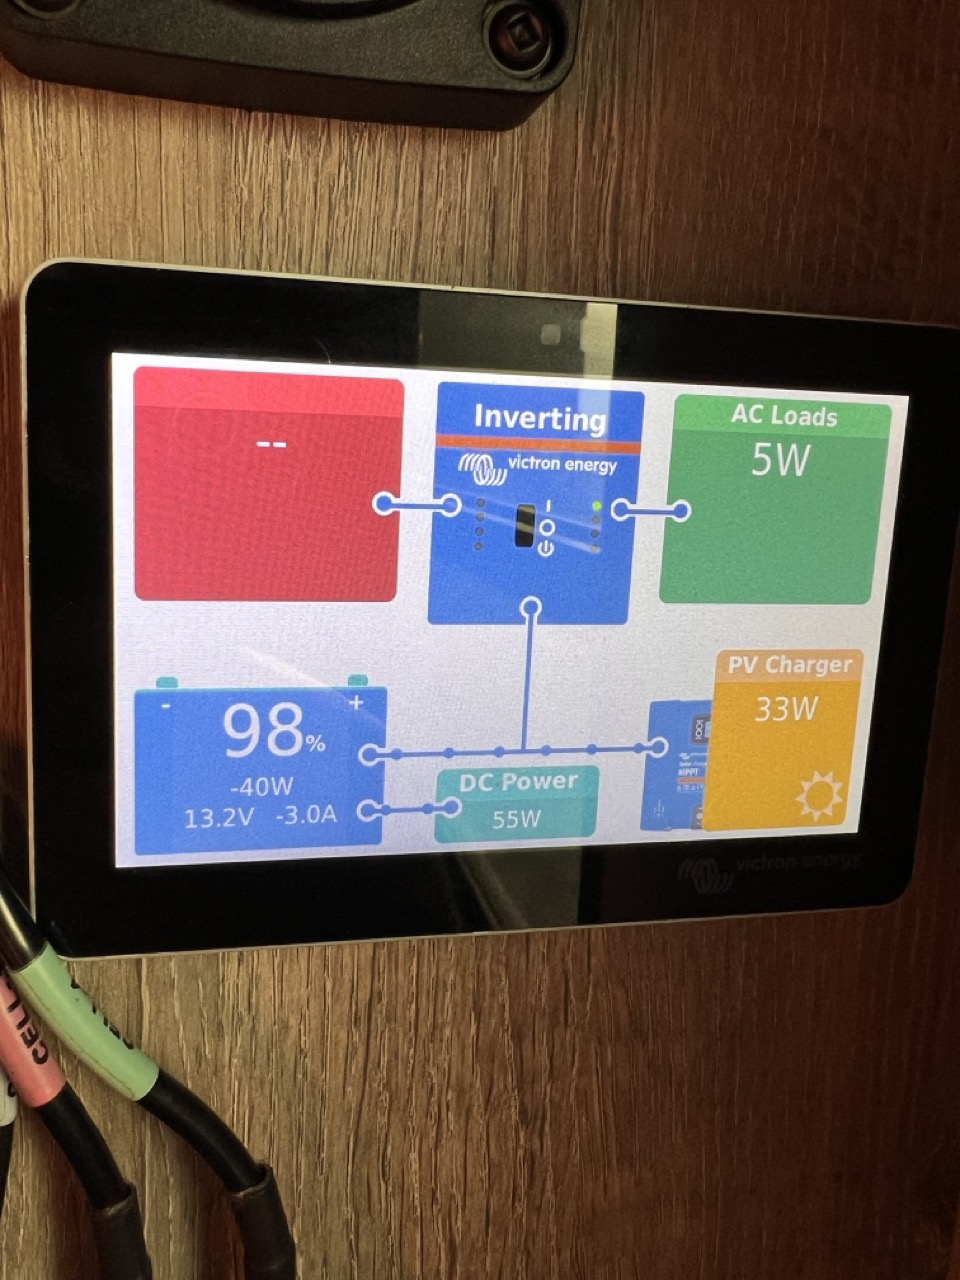 --
Inverting
victron energy
I
AC Loads
5W
- +
98%
-40W
13.2V -3.0A
DC Power
55W
MPPT
PV Charger
33W
victron energy
CELL